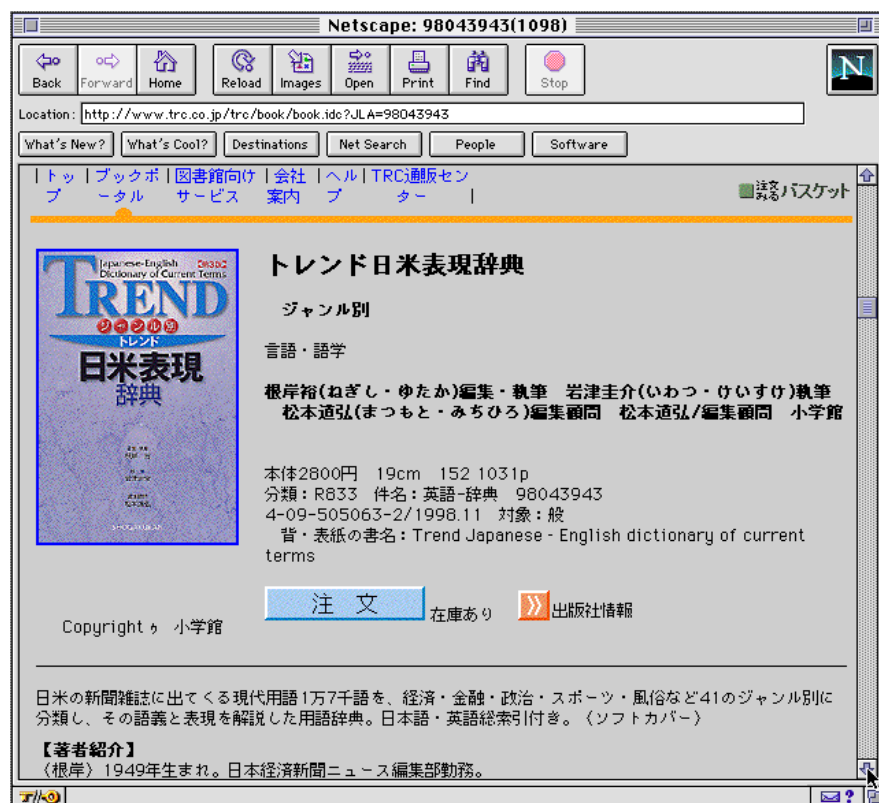 Netscape: 98043943(1098)
Back Forward Home Reload Images Open Print Find Stop
N
Location: http://www.trc.co.jp/trc/book/book.idc?JLA=98043943
What's New? What's Cool? Destinations Net Search People Software
|トッ |ブックポ |図書館向け |会社 |ヘル |TRC通販セン
プ ータル サービス 案内 プ ター |
注文みる バスケット
Japanese-English
Dictionary of Current Terms
TREND
ジャンル別
トレンド
日米表現
辞典
SHOGAKUKAN
トレンド日米表現辞典
ジャンル別
言語・語学
根岸裕(ねぎし・ゆたか)編集・執筆 岩津圭介(いわつ・けいすけ)執筆
松本道弘(まつもと・みちひろ)編集顧問 松本道弘/編集顧問 小学館
本体2800円 19cm 152 1031p
分類:R833 件名:英語-辞典 98043943
4-09-505063-2/1998.11 対象:般
背・表紙の書名:Trend Japanese‐English dictionary of current
terms
注 文 在庫あり 出版社情報
Copyright ゥ 小学館
日米の新聞雑誌に出てくる現代用語1万7千語を、経済・金融・政治・スポーツ・風俗など41のジャンル別に
分類し、その語義と表現を解説した用語辞典。日本語・英語総索引付き。〈ソフトカバー〉
【著者紹介】
〈根岸〉1949年生まれ。日本経済新聞ニュース編集部勤務。